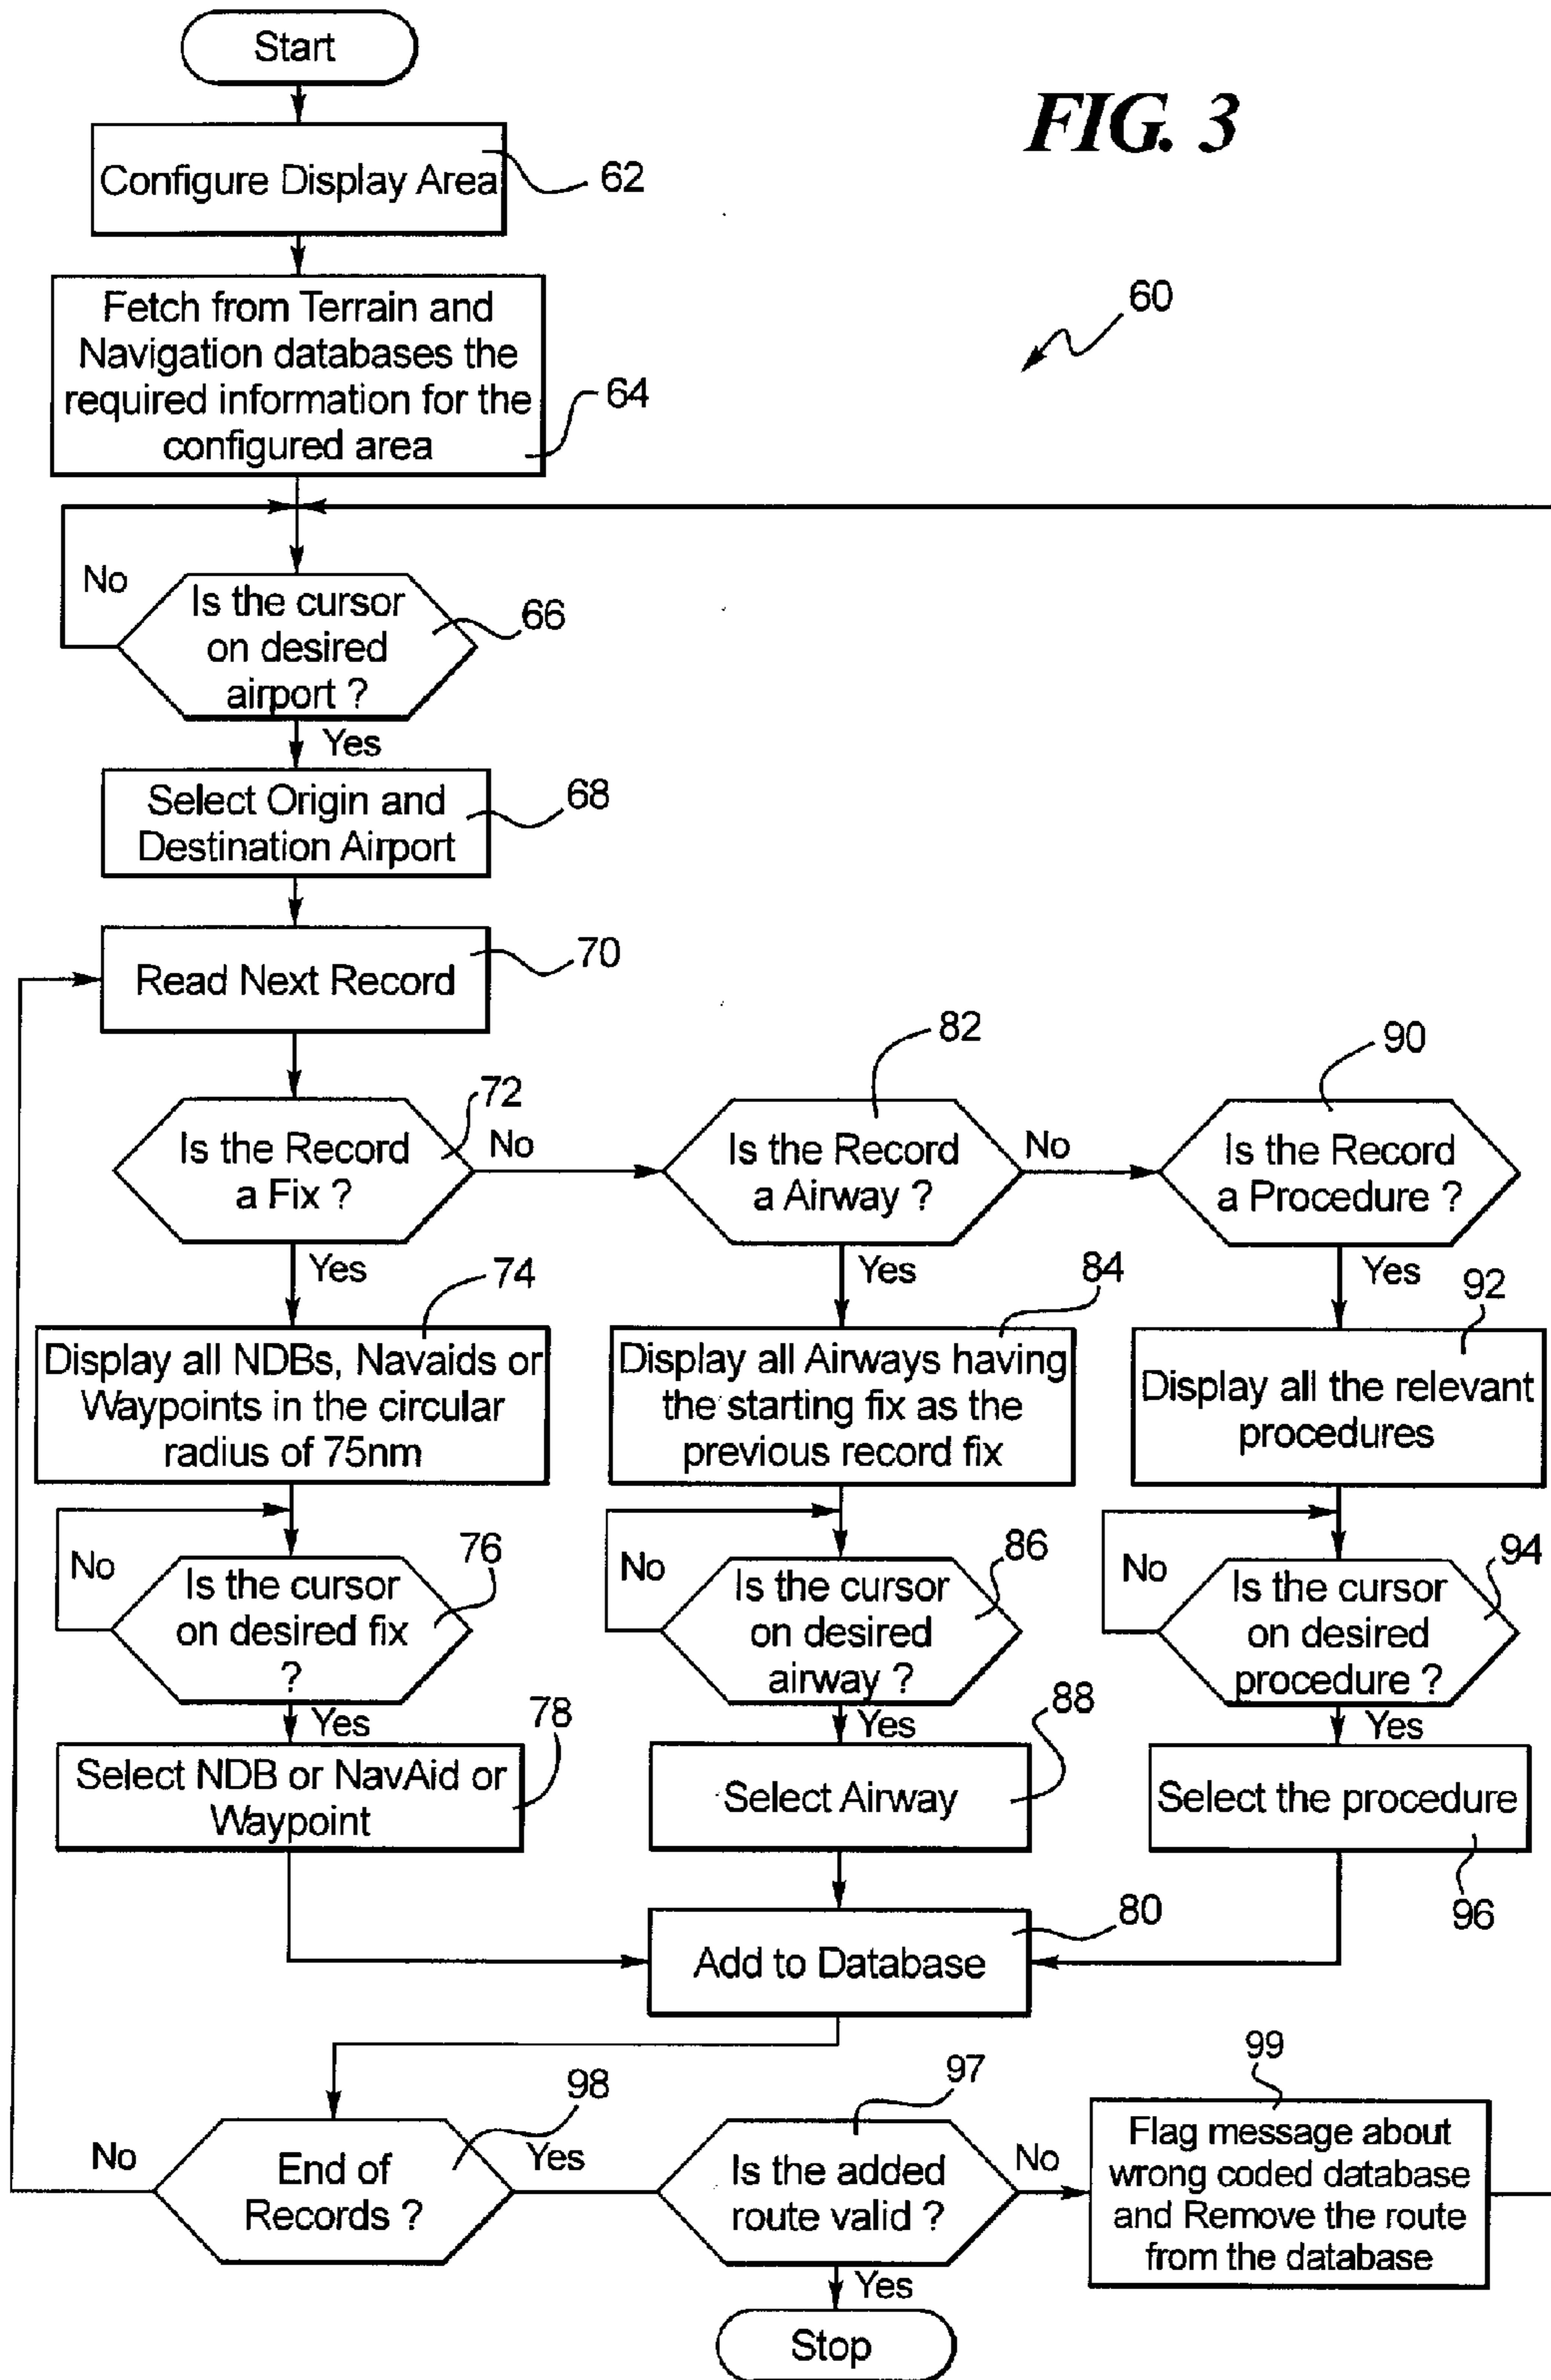 Start
FIG. 3
Configure Display Area
62
60
Fetch from Terrain and
Navigation databases the
required information for the
configured area
64
No
Is the cursor
on desired
airport ?
66
Yes
Select Origin and
Destination Airport
68
Read Next Record
70
72
82
90
Is the Record
a Fix ?
No
Is the Record
a Airway ?
No
Is the Record
a Procedure ?
Yes
74
Yes
84
Yes
92
Display all NDBs, Navaids or
Waypoints in the circular
radius of 75nm
Display all Airways having
the starting fix as the
previous record fix
Display all the relevant
procedures
No
Is the cursor
on desired fix
?
76
No
Is the cursor
on desired
airway ?
86
No
Is the cursor
on desired
procedure ?
94
Yes
78
Yes
88
Yes
Select NDB or NavAid or
Waypoint
Select Airway
Select the procedure
96
Add to Database
80
No
End of
Records ?
98
Yes
Is the added
route valid ?
97
No
99
Flag message about
wrong coded database
and Remove the route
from the database
Yes
Stop